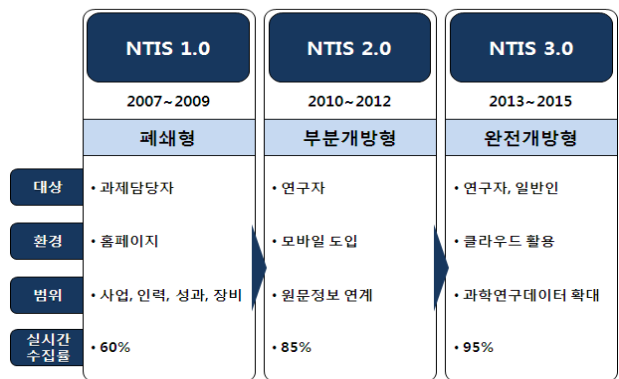 NTIS 1.0 NTIS 2.0 NTIS 3.0
2007~2009 2010~2012 2013~2015
폐쇄형 부분개방형 완전개방형
대상 • 과제담당자 • 연구자 • 연구자, 일반인
환경 • 홈페이지 • 모바일 도입 • 클라우드 활용
범위 • 사업, 인력, 성과, 장비 • 원문정보 연계 • 과학연구데이터 확대
실시간
수집률 • 60% • 85% • 95%